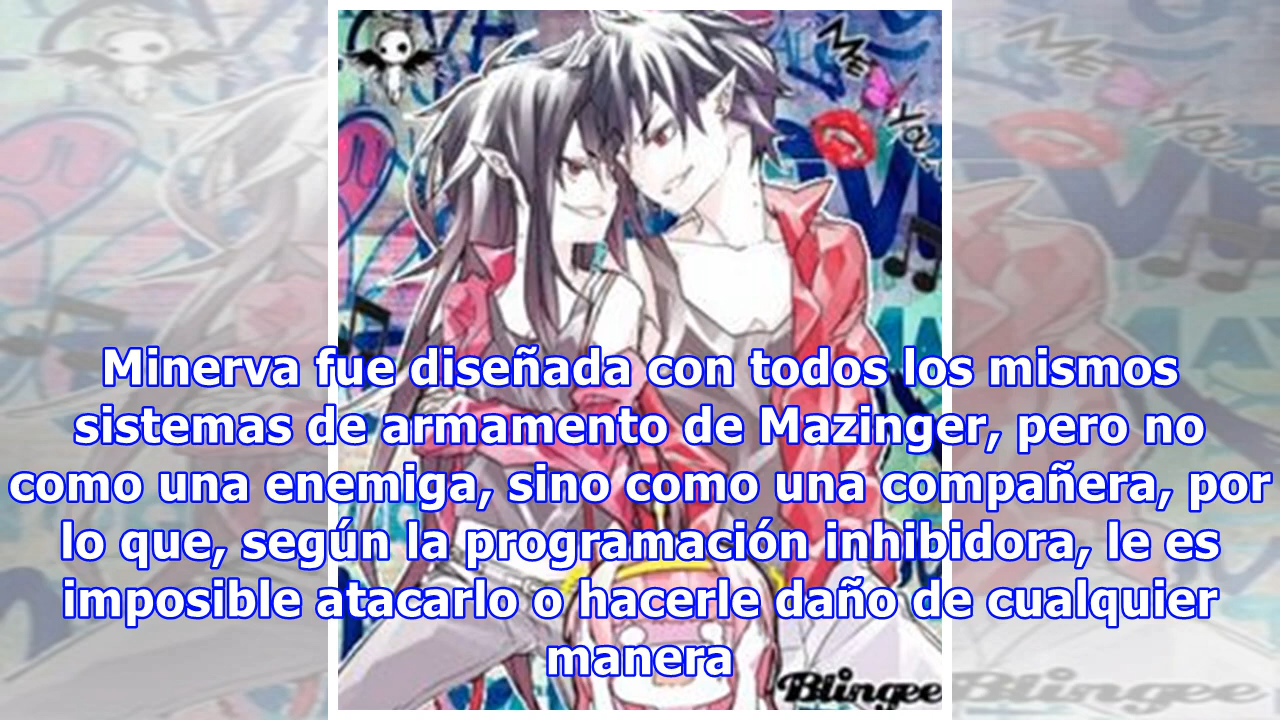 ME
YOU..
Minerva fue diseñada con todos los mismos
sistemas de armamento de Mazinger, pero no
como una enemiga, sino como una compañera, por
lo que, según la programación inhibidora, le es
imposible atacarlo o hacerle daño de cualquier
manera
Blingee